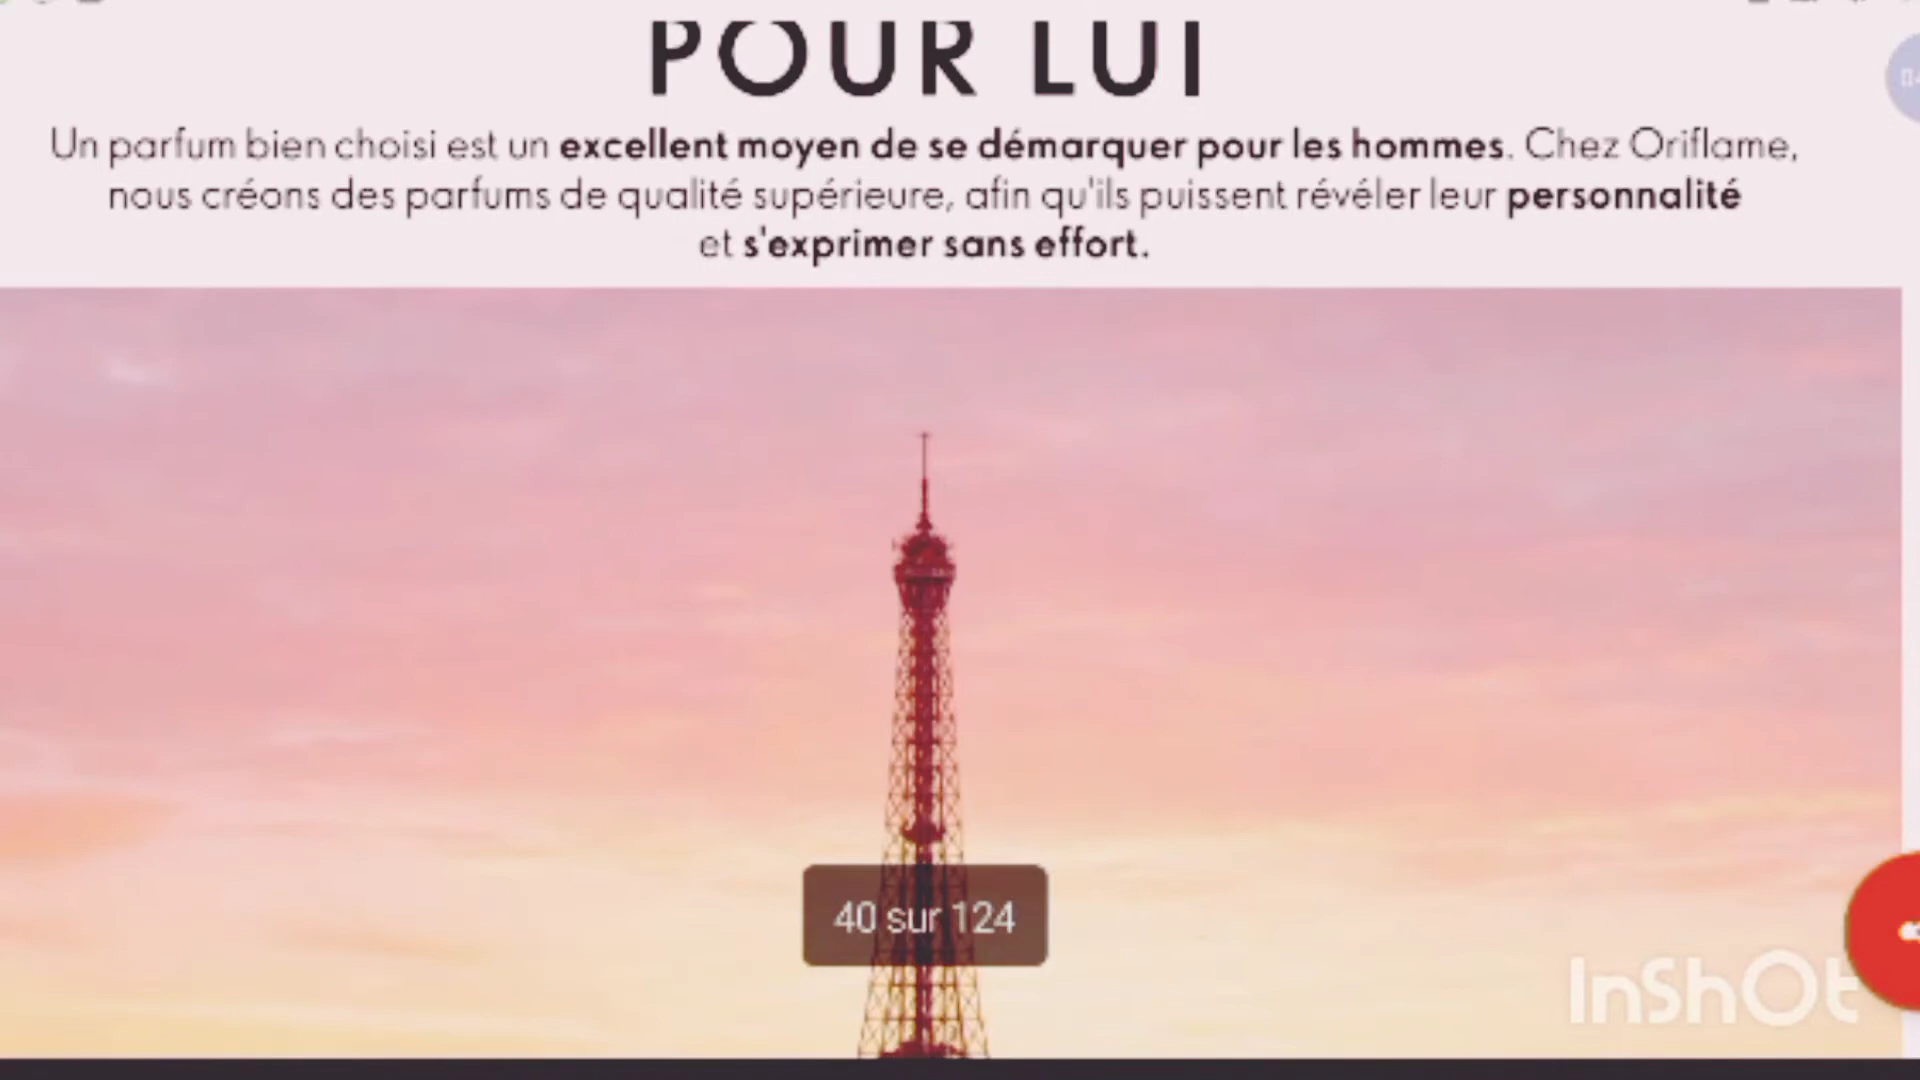 POUR LUI
Un parfum bien choisi est un excellent moyen de se démarquer pour les hommes. Chez Oriflame,
nous créons des parfums de qualité supérieure, afin qu'ils puissent révéler leur personnalité
et s'exprimer sans effort.
40 sur 124
InShOt